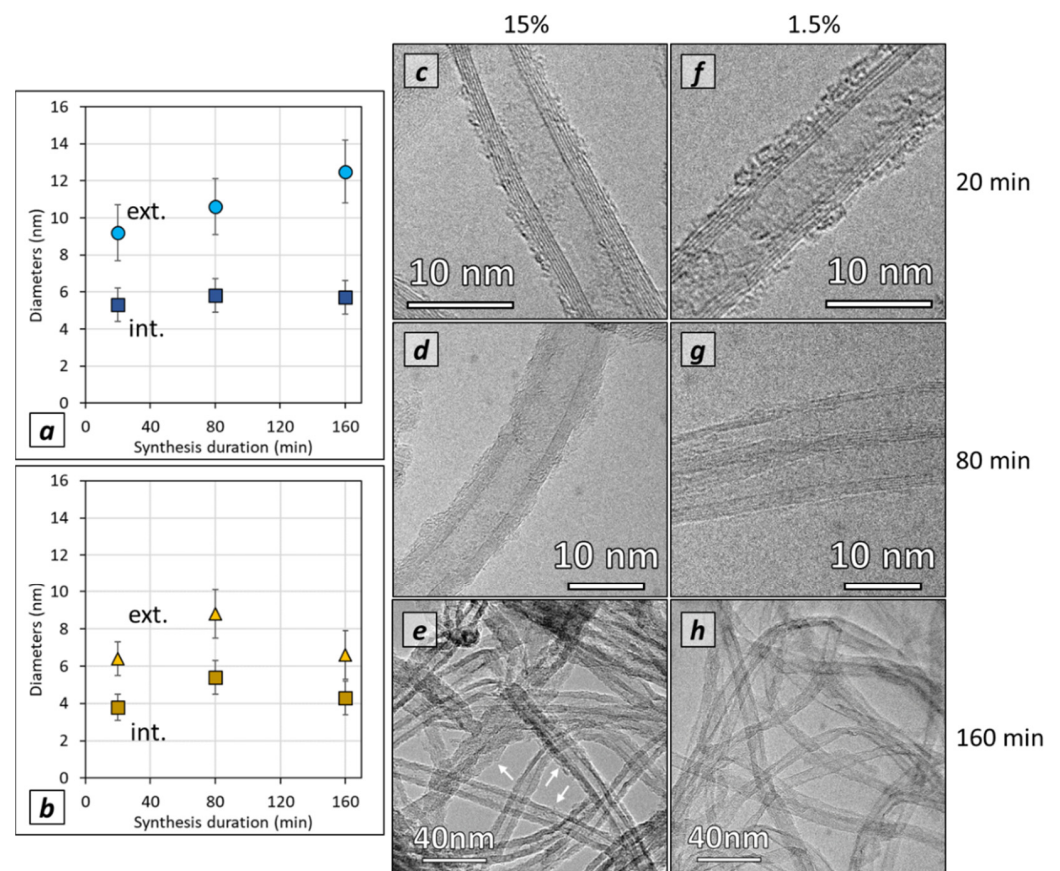 15%
1.5%
16
14
12
10
8
6
4
2
0
Diameters (nm)
ext.
int.
a
0
40
80
120
160
Synthesis duration (min)
16
14
12
10
8
6
4
2
0
Diameters (nm)
ext.
int.
b
0
40
80
120
160
Synthesis duration (min)
c
10 nm
f
10 nm
20 min
d
10 nm
g
10 nm
80 min
e
40nm
h
40nm
160 min